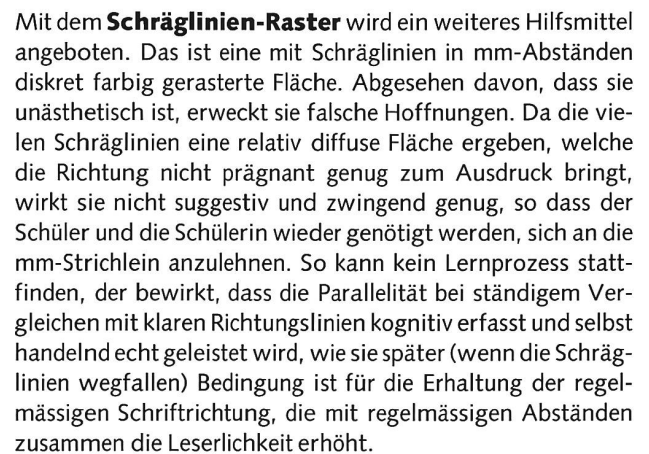 Mit dem Schräglinien-Raster wird ein weiteres Hilfsmittel
angeboten. Das ist eine mit Schräglinien in mm-Abständen
diskret farbig gerasterte Fläche. Abgesehen davon, dass sie
unästhetisch ist, erweckt sie falsche Hoffnungen. Da die vie-
len Schräglinien eine relativ diffuse Fläche ergeben, welche
die Richtung nicht prägnant genug zum Ausdruck bringt,
wirkt sie nicht suggestiv und zwingend genug, so dass der
Schüler und die Schülerin wieder genötigt werden, sich an die
mm-Strichlein anzulehnen. So kann kein Lernprozess statt-
finden, der bewirkt, dass die Parallelität bei ständigem Ver-
gleichen mit klaren Richtungslinien kognitiv erfasst und selbst
handelnd echt geleistet wird, wie sie später (wenn die Schräg-
linien wegfallen) Bedingung ist für die Erhaltung der regel-
mässigen Schriftrichtung, die mit regelmässigen Abständen
zusammen die Leserlichkeit erhöht.